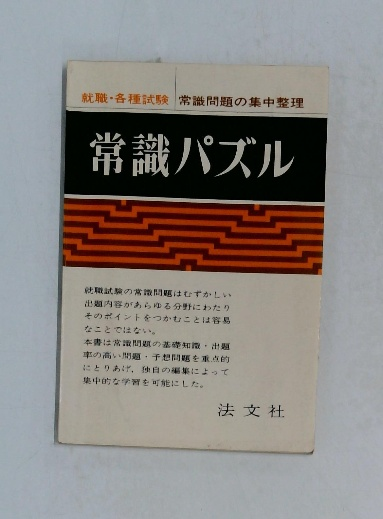 就職・各種試験 常識問題の集中整理
常識パズル
就職試験の常識問題はむずかしい
出題内容があらゆる分野にわたり
そのポイントをつかむことは容易
なことではない。
本書は常識問題の基礎知識・出題
率の高い問題・予想問題を重点的
にとりあげ、独自の編集によって
集中的な学習を可能にした。
法文社